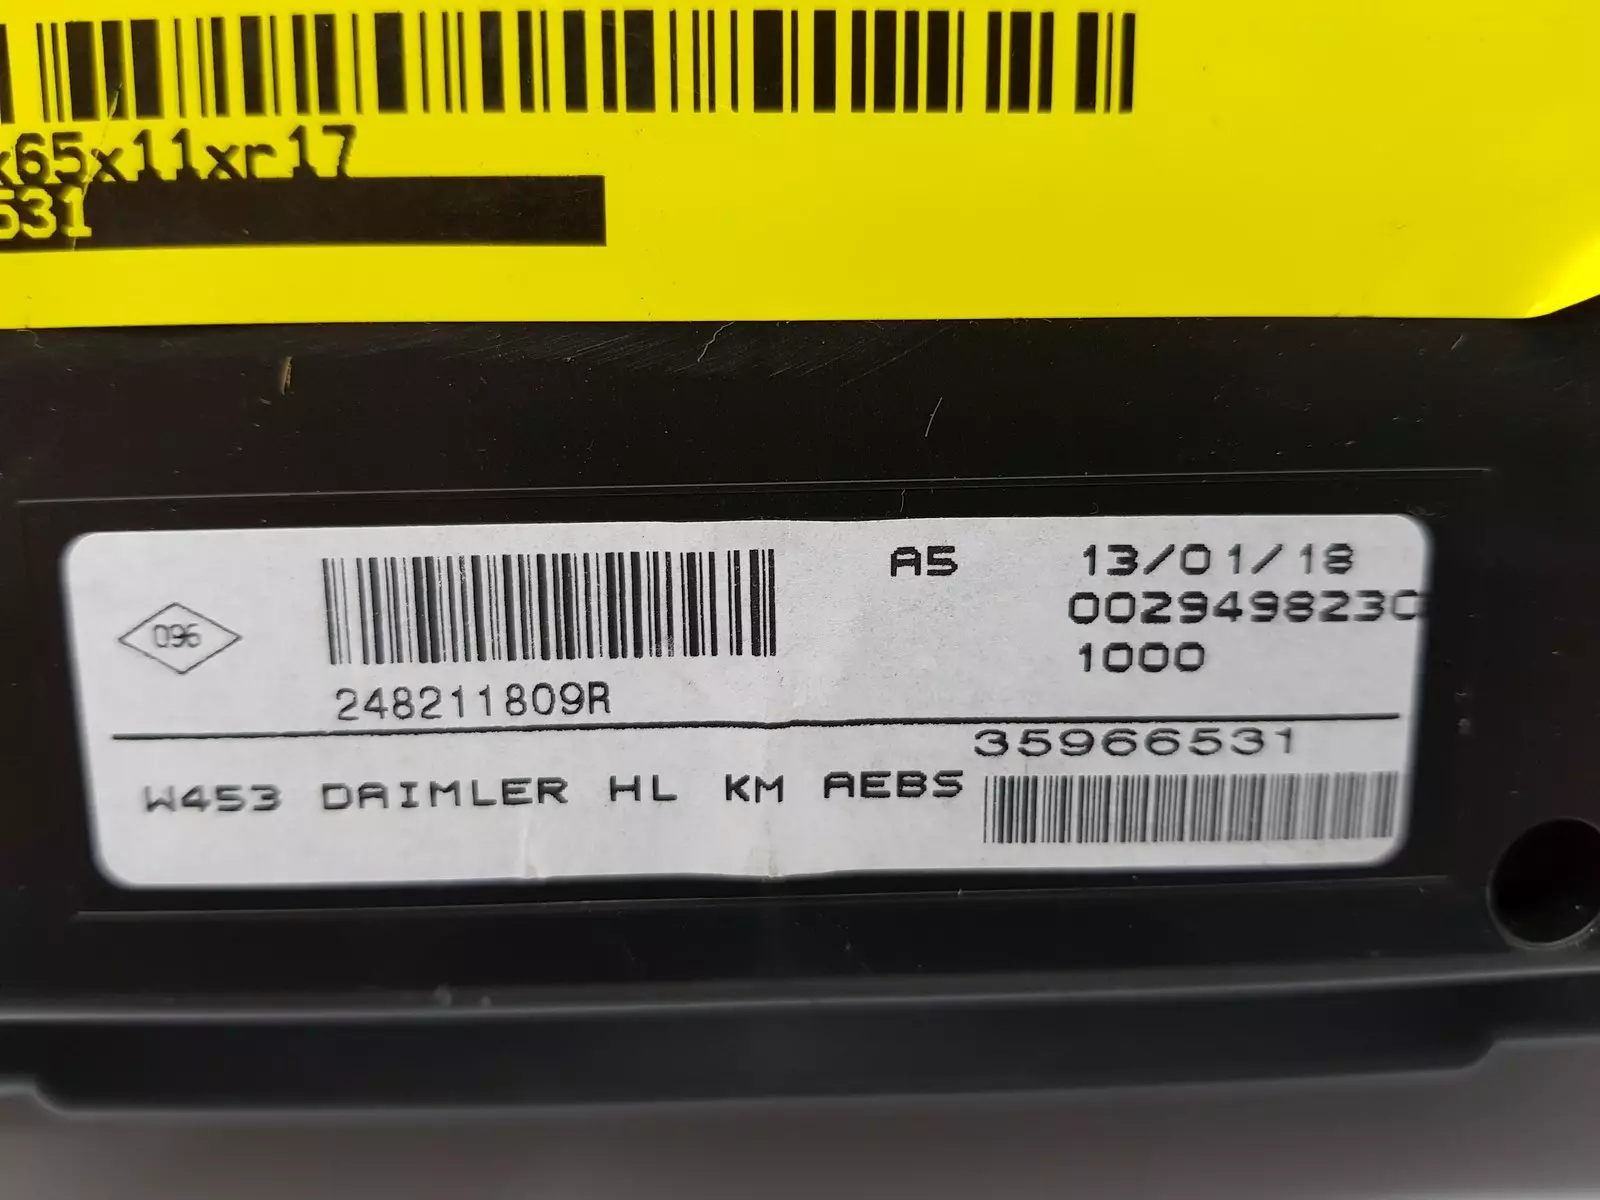 x65x11xr17
531
A5
13/01/18
096
0029498230
1000
248211809R
35966531
W453 DAIMLER HL KM AEBS